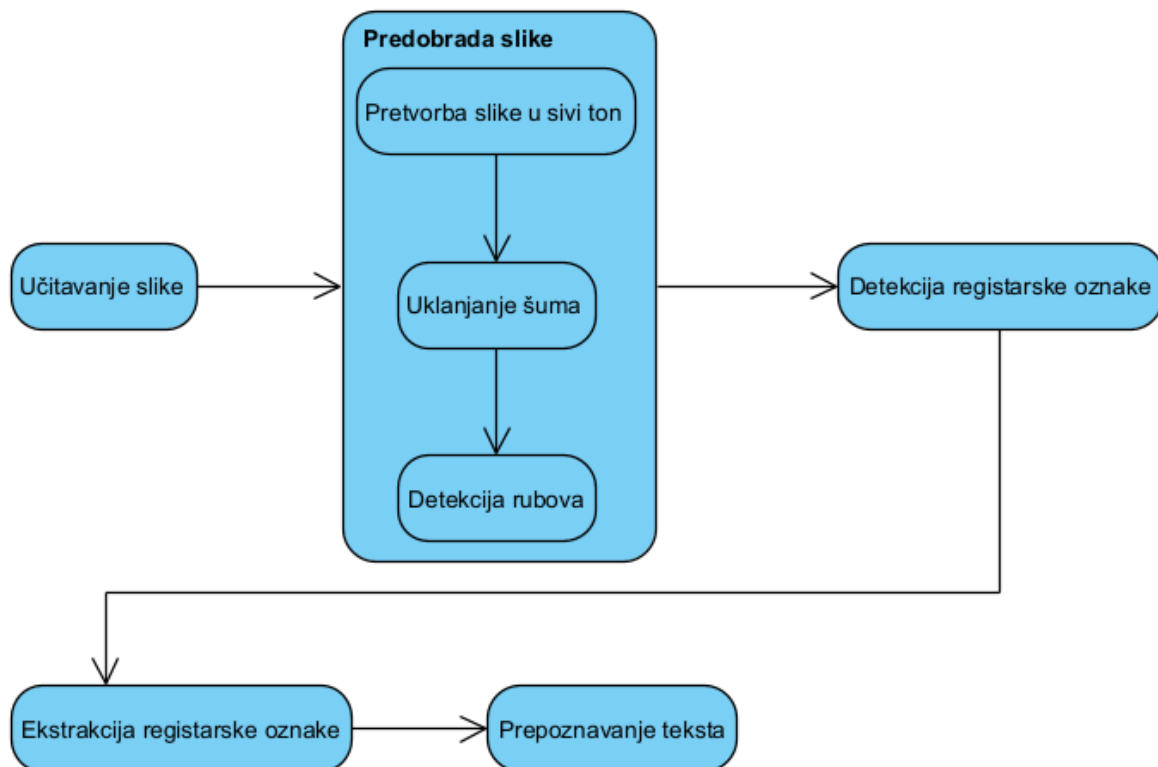 Predobrada slike
Pretvorba slike u sivi ton
Učitavanje slike
Uklanjanje šuma
Detekcija registarske oznake
Detekcija rubova
Ekstrakcija registarske oznake
Prepoznavanje teksta